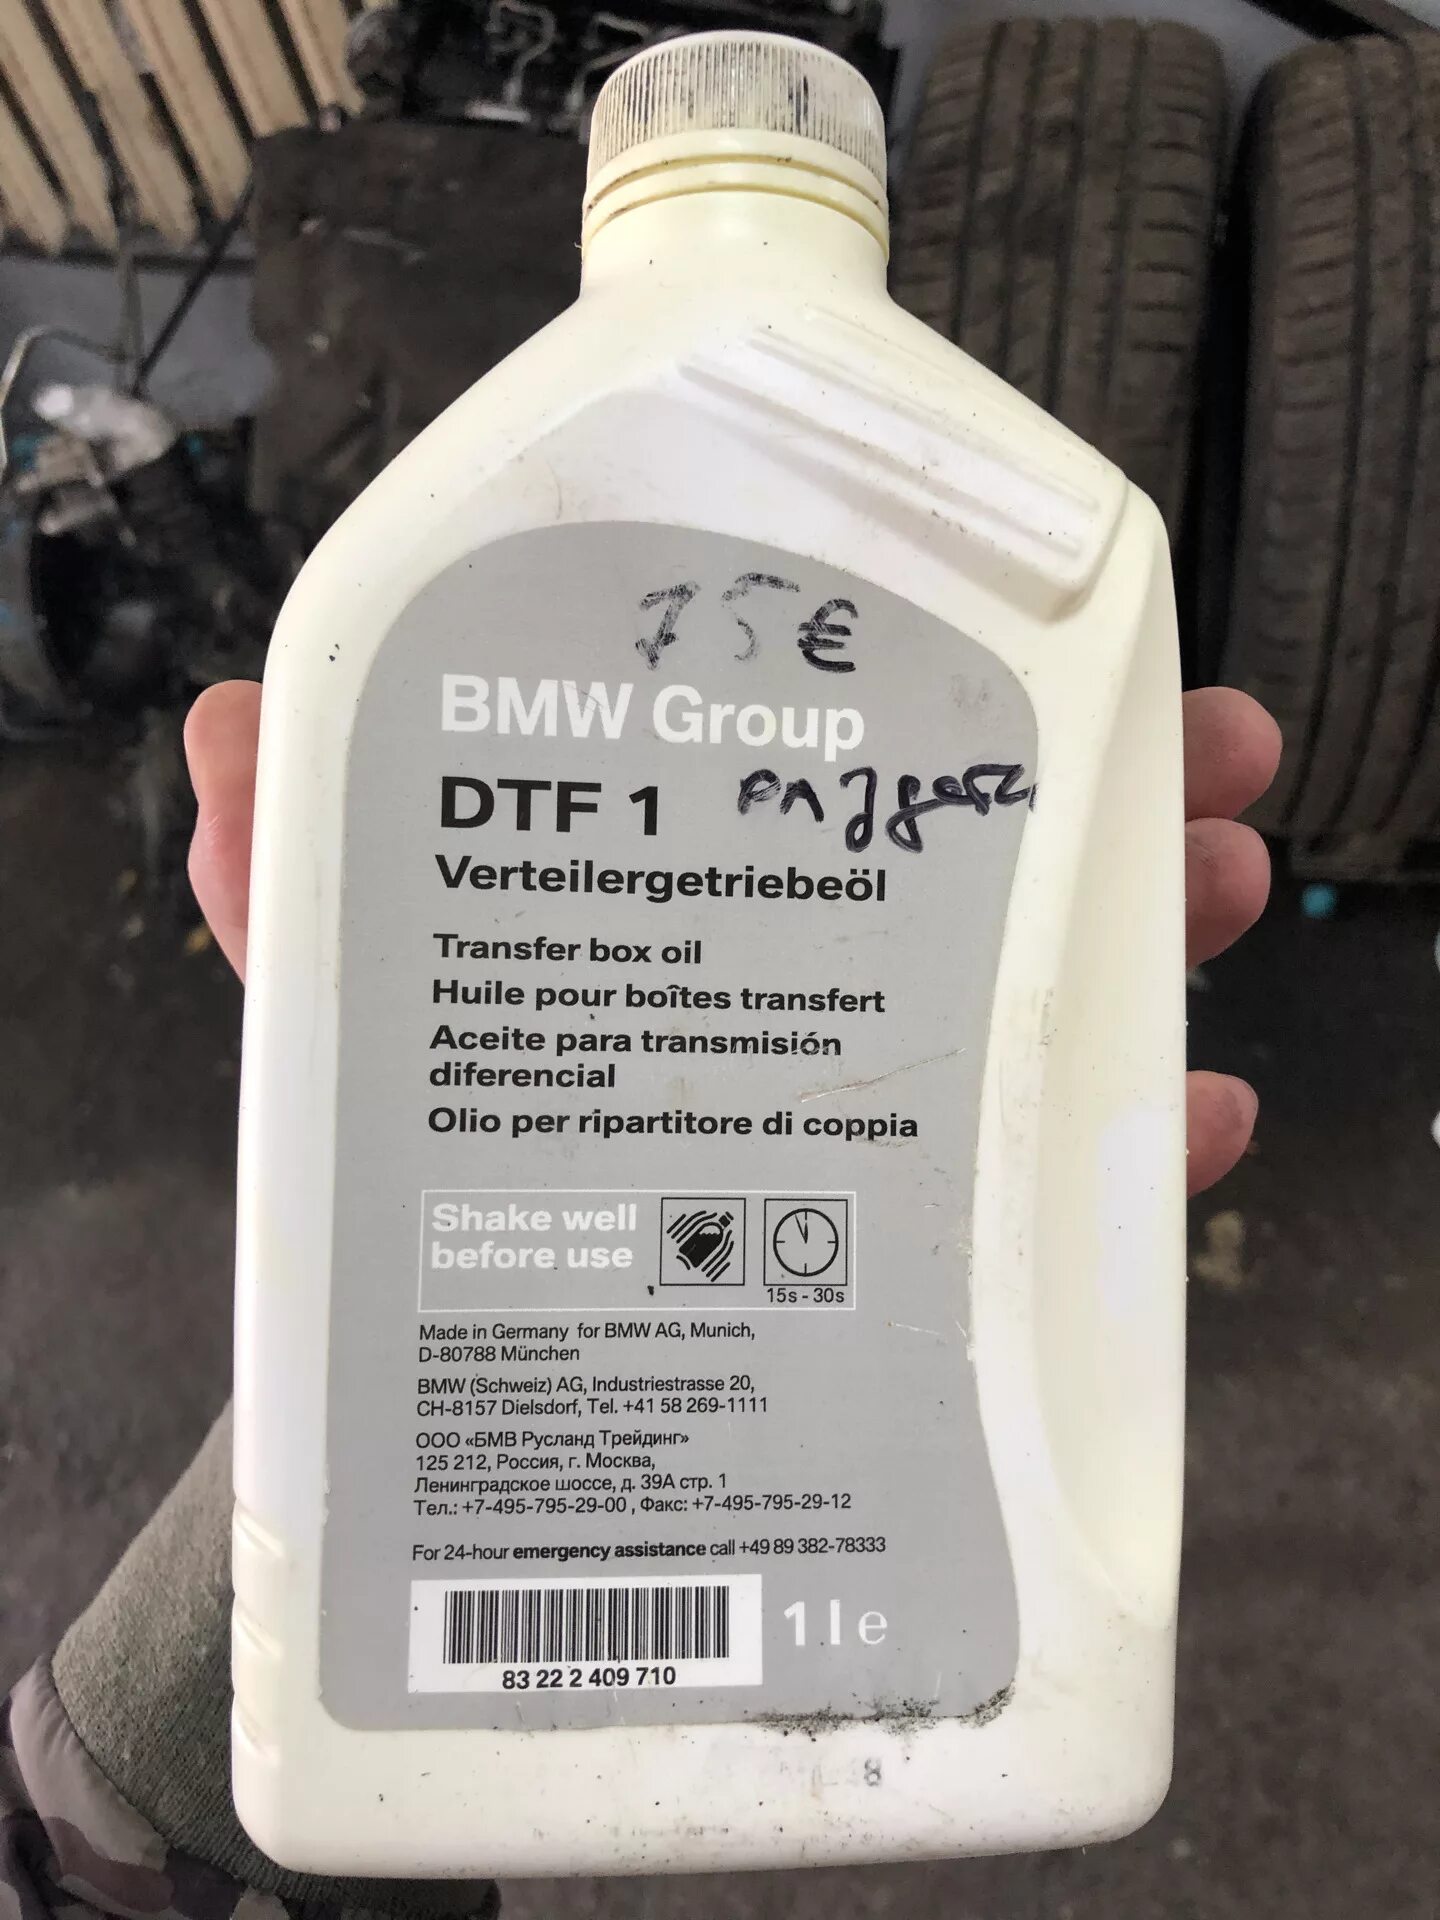 75€
BMW Group
DTF 1
Verteilergetriebeöl
Transfer box oil
Huile pour boîtes transfert
Aceite para transmisión
diferencial
Olio per ripartitore di coppia
Shake well
before use
15s - 30s
Made in Germany for BMW AG, Munich,
D-80788 München
BMW (Schweiz) AG, Industriestrasse 20,
CH-8157 Dielsdorf, Tel. +41 58 269-1111
ООО «БМВ Русланд Трейдинг»
125 212, Россия, г. Москва,
Ленинградское шоссе, д. 39А стр. 1
Тел.: +7-495-795-29-00 , Факс: +7-495-795-29-12
For 24-hour emergency assistance call +49 89 382-78333
83 22 2 409 710
1 l e